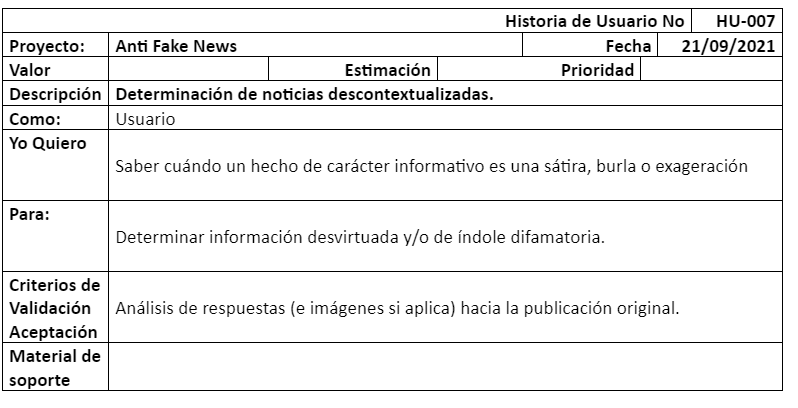 Historia de Usuario No HU-007
Proyecto: Anti Fake News Fecha 21/09/2021
Valor Estimación Prioridad
Descripción Determinación de noticias descontextualizadas.
Como: Usuario
Yo Quiero
Saber cuándo un hecho de carácter informativo es una sátira, burla o exageración
Para:
Determinar información desvirtuada y/o de índole difamatoria.
Criterios de
Validación
Aceptación
Análisis de respuestas (e imágenes si aplica) hacia la publicación original.
Material de
soporte